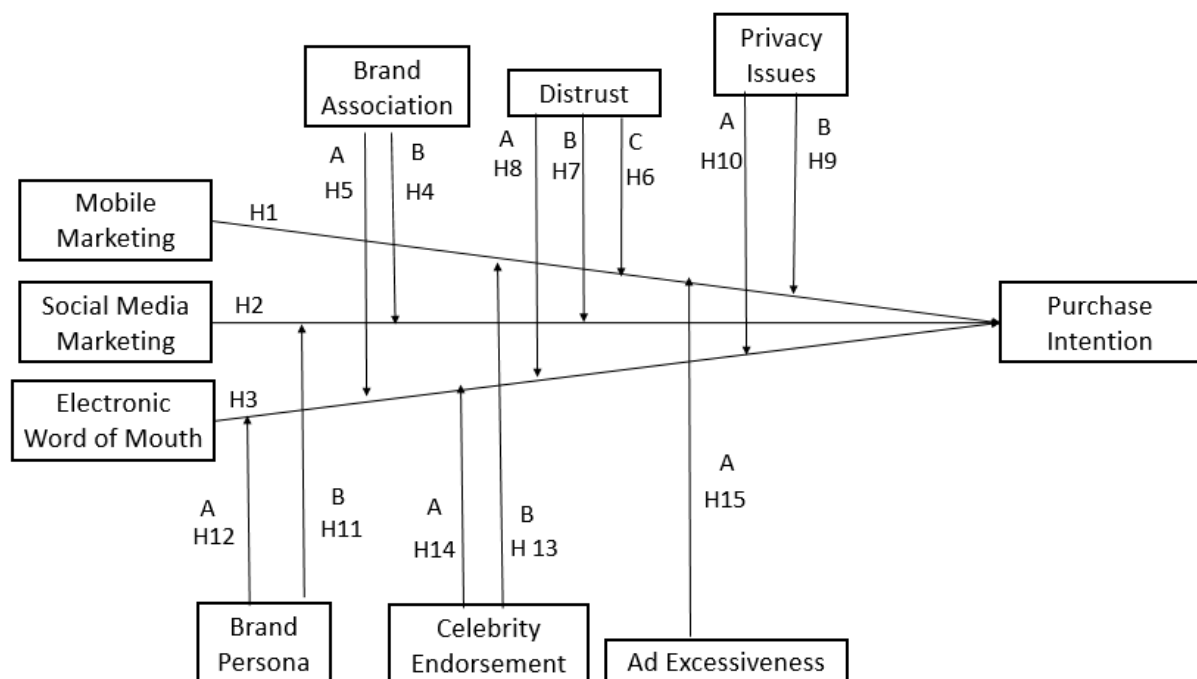 Privacy
Issues
Brand
Association
Distrust
A
B
H10
H9
A
B
C
H8
H7
H6
A
B
H5
H4
Mobile
Marketing
H1
Social Media
Marketing
H2
Purchase
Intention
Electronic
Word of Mouth
H3
A
H12
B
H11
A
H14
B
H 13
A
H15
Brand
Persona
Celebrity
Endorsement
Ad Excessiveness